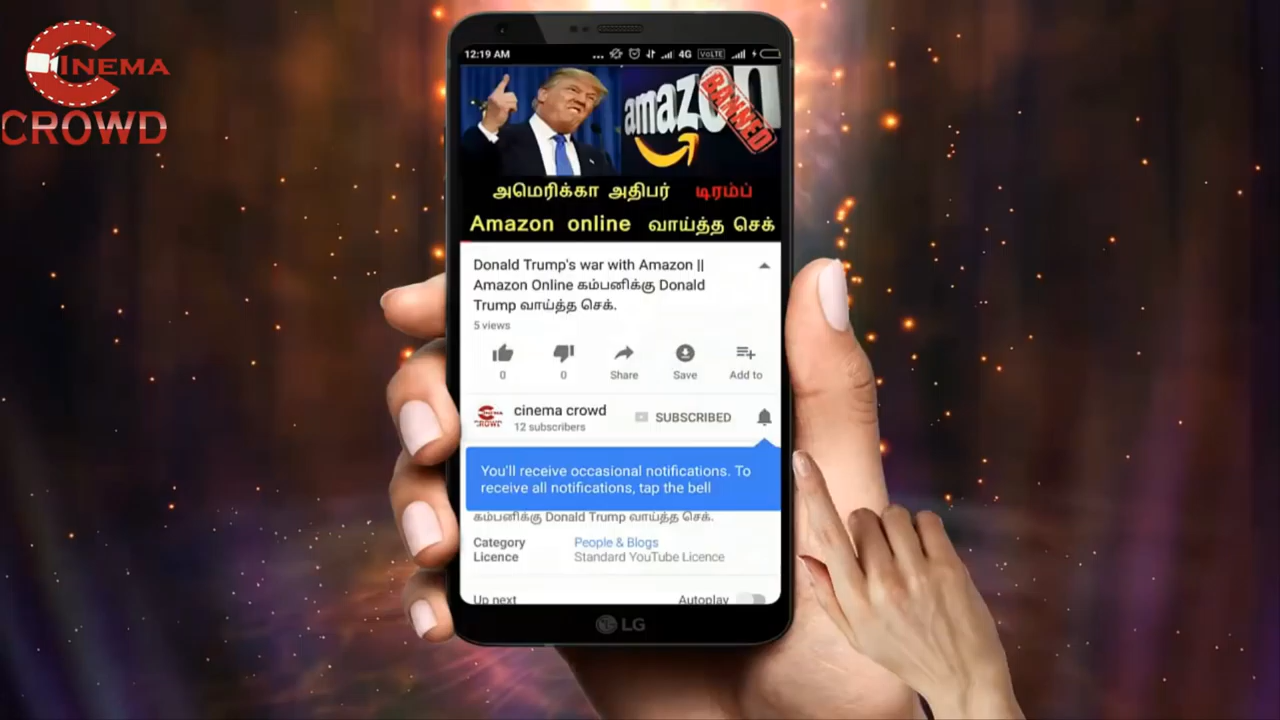 CINEMA
CROWD
12:19 AM
4G VoLTE
amazon
BANNED
அமெரிக்கா அதிபர் டிரம்ப்
Amazon online வாய்த்த செக்
Donald Trump's war with Amazon ||
Amazon Online கம்பனிக்கு Donald
Trump வாய்த்த செக்.
5 views
0
0
Share
Save
Add to
CINEMA
CROWD
cinema crowd
12 subscribers
SUBSCRIBED
You'll receive occasional notifications. To
receive all notifications, tap the bell
கம்பனிக்கு Donald Trump வாய்த்த செக்.
Category
People & Blogs
Licence
Standard YouTube Licence
Up next
Autoplay
LG